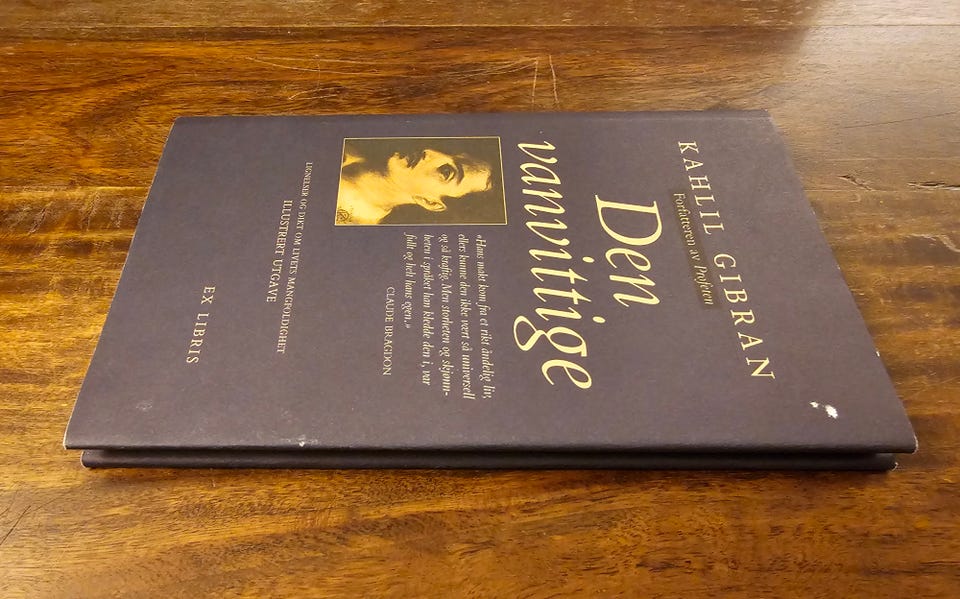 KAHLIL GIBRAN
Forfatteren av Profeten
Den
vanvittige
«Hans makt kom fra et rikt åndelig liv,
ellers kunne den ikke vært så universell
og så kraftig. Men storheten og skjønn-
heten i språket han kledde den i, var
fullt og helt hans egen.»
CLAUDE BRAGDON
LIGNELSER OG DIKT OM LIVETS MANGFOLDIGHET
ILLUSTRERT UTGAVE
EX LIBRIS